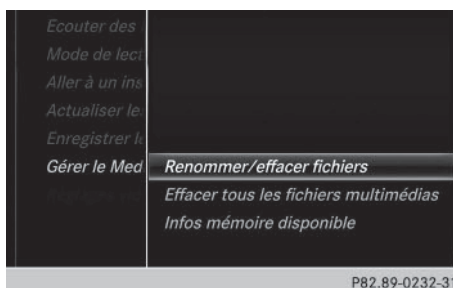 Ecouter des
Mode de lect
Aller à un ins
Actualiser le
Enregistrer
Gérer le Med
Renommer/effacer fichiers
Effacer tous les fichiers multimédias
Infos mémoire disponible
P82.89-0232-31